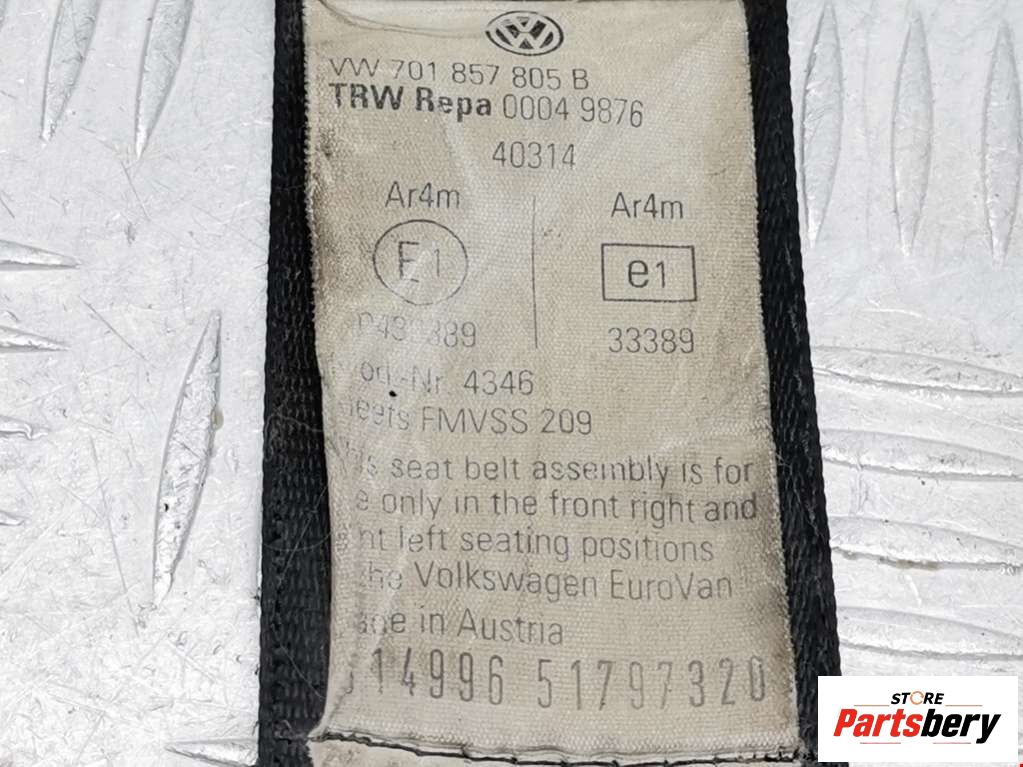 VW 701 857 805 B
TRW Repa 0004 9876
40314
Ar4m Ar4m
E1 e1
33389
4346
FMVSS 209
seat belt assembly is for
only in the front right and
left seating positions
Volkswagen EuroVan
in Austria
14996 51797320
STORE
Partsbery